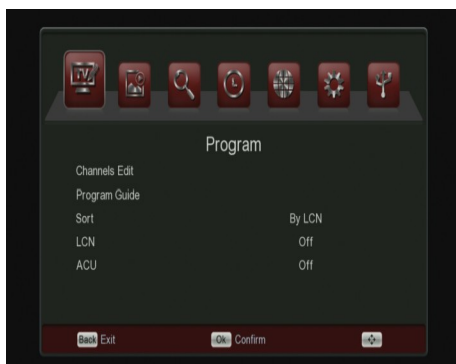 TV
Program
Channels Edit
Program Guide
Sort By LCN
LCN Off
ACU Off
Back Exit Ok Confirm